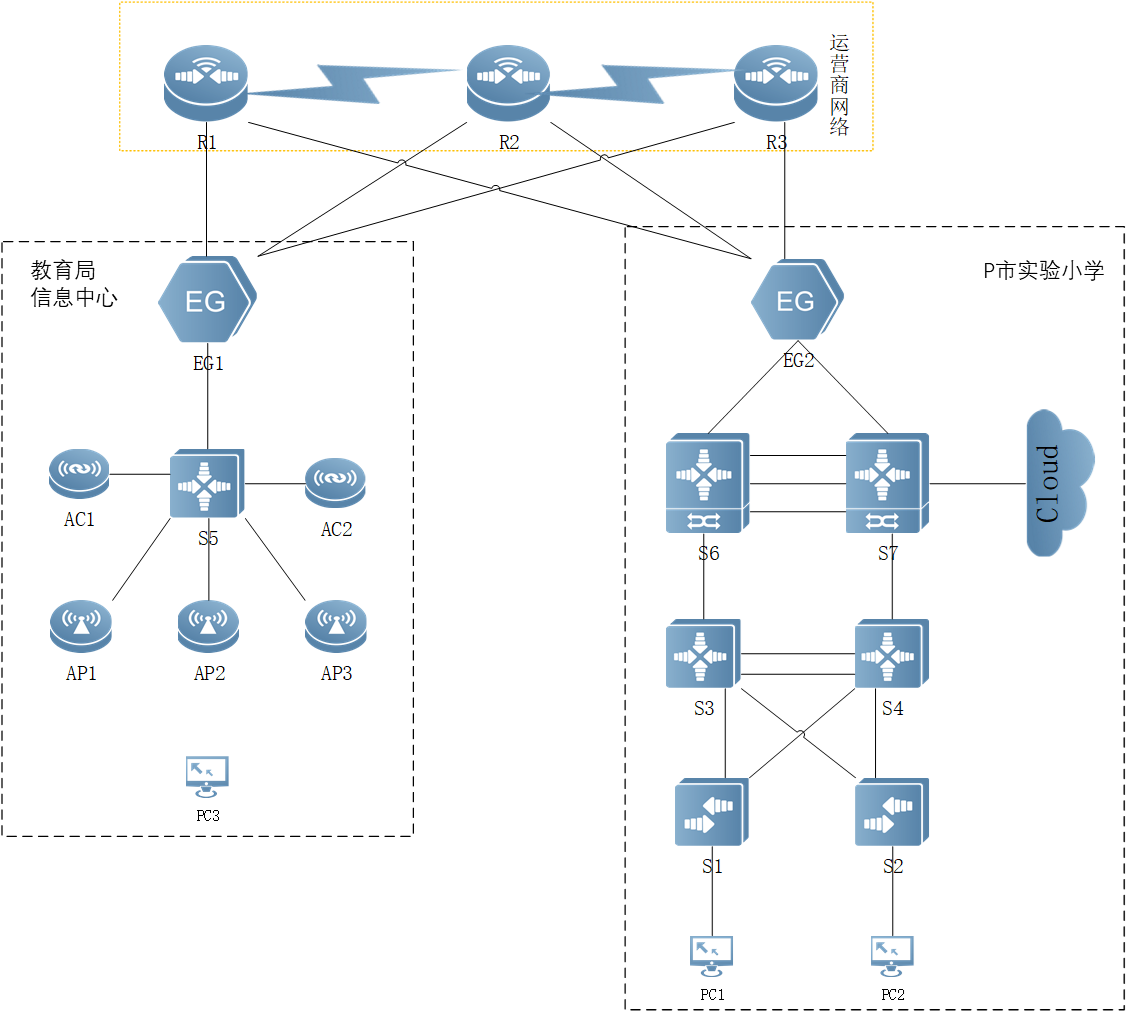 运营商网络
R1
R2
R3
教育局
信息中心
P市实验小学
EG
EG
EG1
EG2
Cloud
AC1
S5
AC2
S6
S7
AP1
AP2
AP3
S3
S4
PC3
S1
S2
PC1
PC2